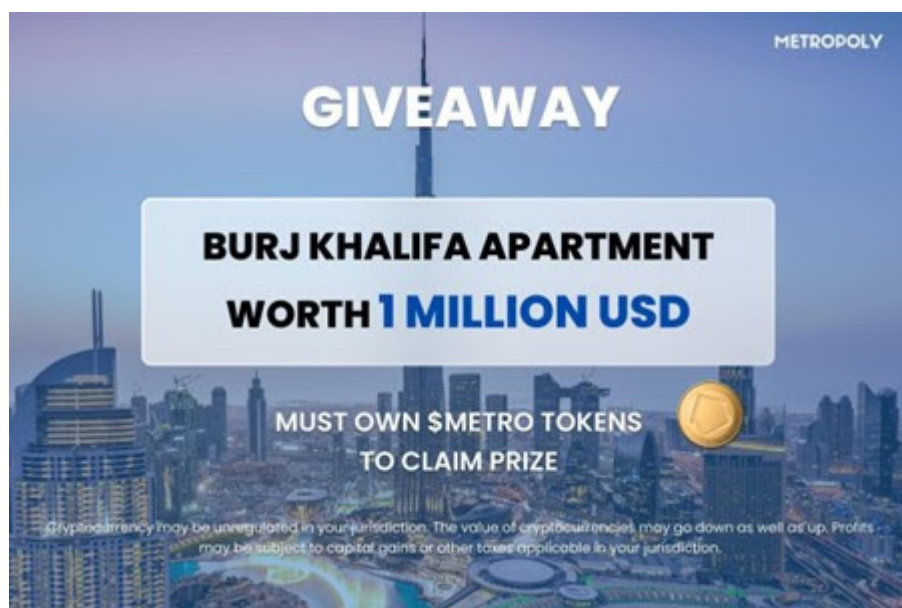 METROPOLY
GIVEAWAY
BURJ KHALIFA APARTMENT
WORTH 1 MILLION USD
MUST OWN $METRO TOKENS
TO CLAIM PRIZE
Cryptocurrency may be unregulated in your jurisdiction. The value of cryptocurrencies may go down as well as up. Profits
may be subject to capital gains or other taxes applicable in your jurisdiction.